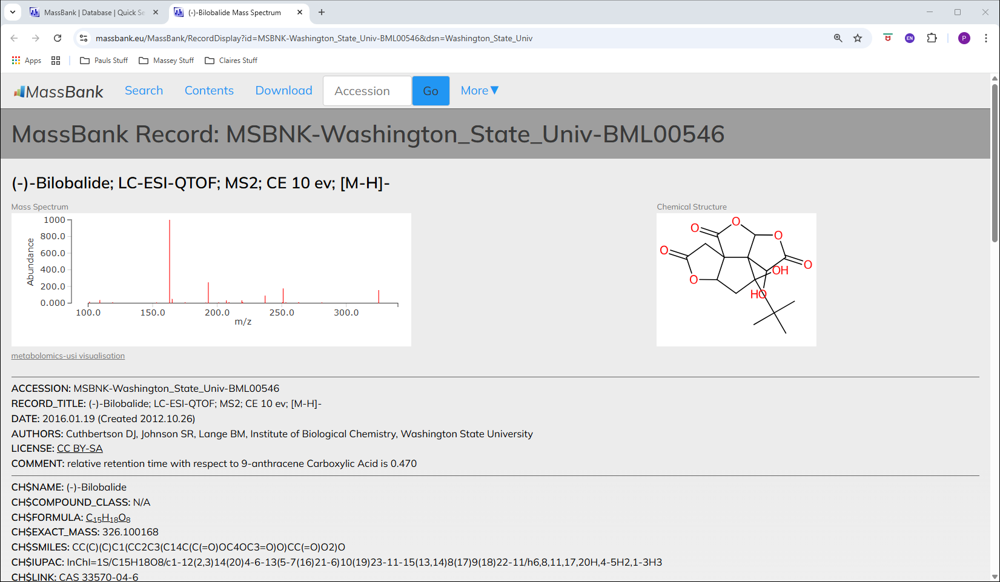 MassBank | Database | Quick Se
(-)-Bilobalide Mass Spectrum
massbank.eu/MassBank/RecordDisplay?id=MSBNK-Washington_State_Univ-BML00546&dsn=Washington_State_Univ
EN
P
Apps
Pauls Stuff
Massey Stuff
Claires Stuff
MassBank
Search
Contents
Download
Accession
Go
More▼
MassBank Record: MSBNK-Washington_State_Univ-BML00546
(-)-Bilobalide; LC-ESI-QTOF; MS2; CE 10 ev; [M-H]-
Mass Spectrum
Chemical Structure
1000
800.0
600.0
400.0
200.0
0.000
Abundance
100.0 150.0 200.0 250.0 300.0
m/z
O
O
O
O
O
OH
O
HO
metabolomics-usi visualisation
ACCESSION: MSBNK-Washington_State_Univ-BML00546
RECORD_TITLE: (-)-Bilobalide; LC-ESI-QTOF; MS2; CE 10 ev; [M-H]-
DATE: 2016.01.19 (Created 2012.10.26)
AUTHORS: Cuthbertson DJ, Johnson SR, Lange BM, Institute of Biological Chemistry, Washington State University
LICENSE: CC BY-SA
COMMENT: relative retention time with respect to 9-anthracene Carboxylic Acid is 0.470
CH$NAME: (-)-Bilobalide
CH$COMPOUND_CLASS: N/A
CH$FORMULA: C15H18O8
CH$EXACT_MASS: 326.100168
CH$SMILES: CC(C)(C)C1(CC2C3(C14C(C(=O)OC4OC3=O)O)CC(=O)O2)O
CH$IUPAC: InChI=1S/C15H18O8/c1-12(2,3)14(20)4-6-13(5-7(16)21-6)10(19)23-11-15(13,14)8(17)9(18)22-11/h6,8,11,17,20H,4-5H2,1-3H3
CH$LINK: CAS 33570-04-6